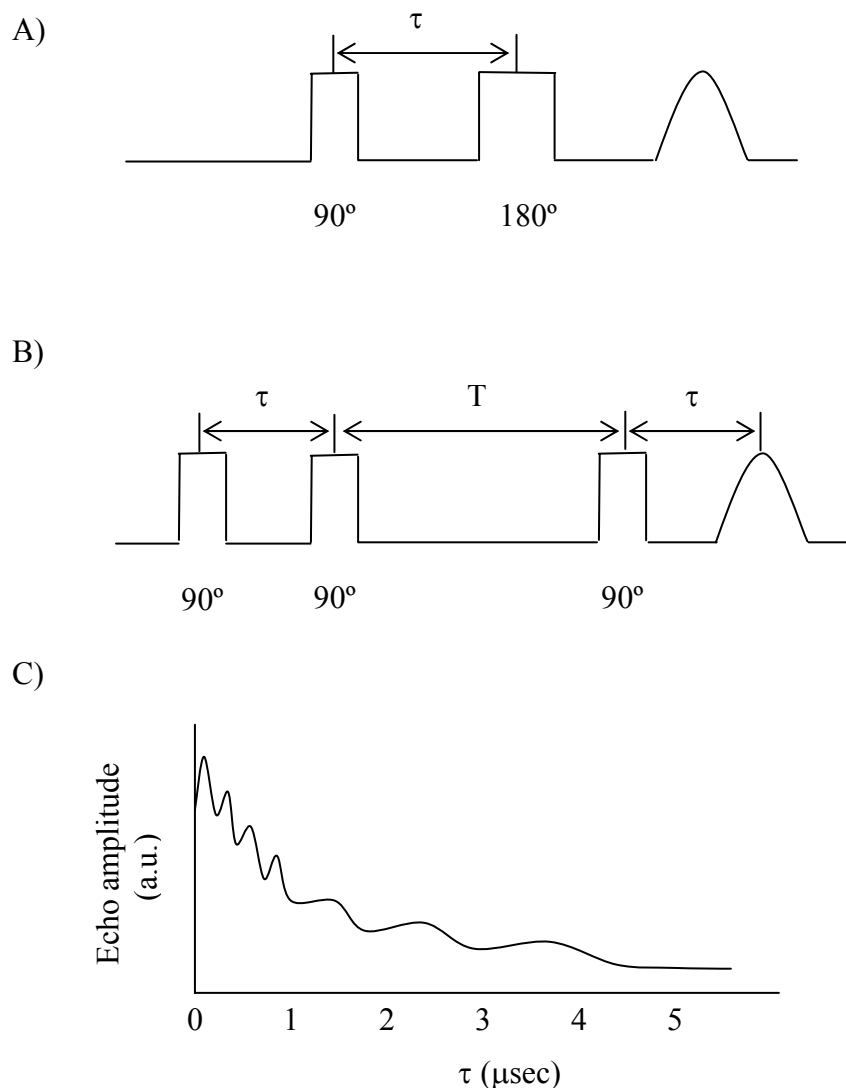 A)
τ
90º 180º
B)
τ T τ
90º 90º 90º
C)
Echo amplitude
(a.u.)
0 1 2 3 4 5
τ (μsec)